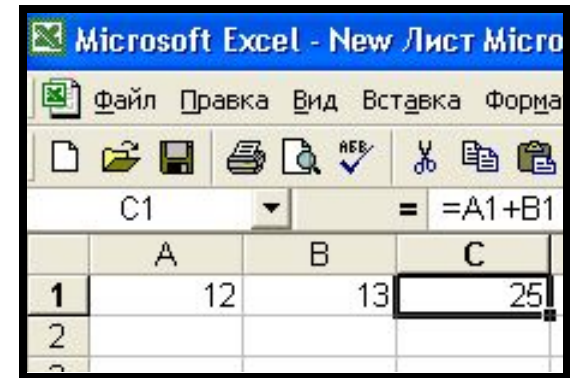 Microsoft Excel - New Лист Micro
Файл Правка Вид Вставка Форма
C1 = =A1+B1
A B C
1 12 13 25
2